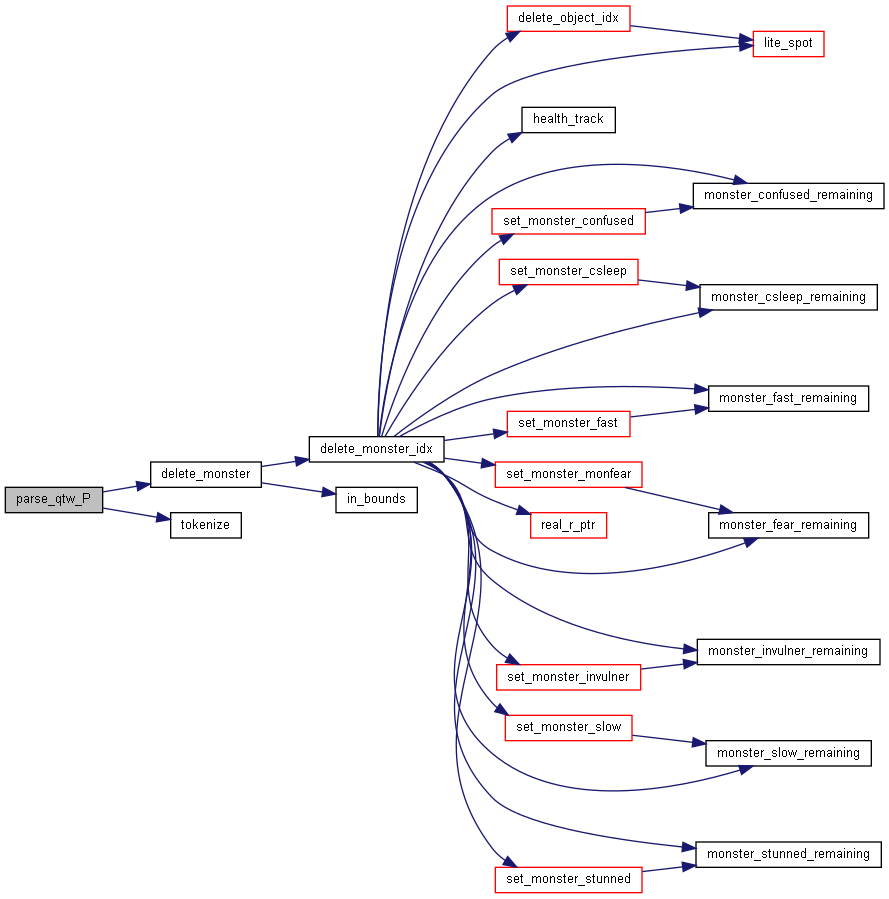 delete_object_idx
lite_spot
health_track
monster_confused_remaining
set_monster_confused
set_monster_csleep
monster_csleep_remaining
monster_fast_remaining
set_monster_fast
delete_monster_idx
set_monster_monfear
delete_monster
parse_qtw_P
in_bounds
tokenize
real_r_ptr
monster_fear_remaining
monster_invulner_remaining
set_monster_invulner
set_monster_slow
monster_slow_remaining
monster_stunned_remaining
set_monster_stunned